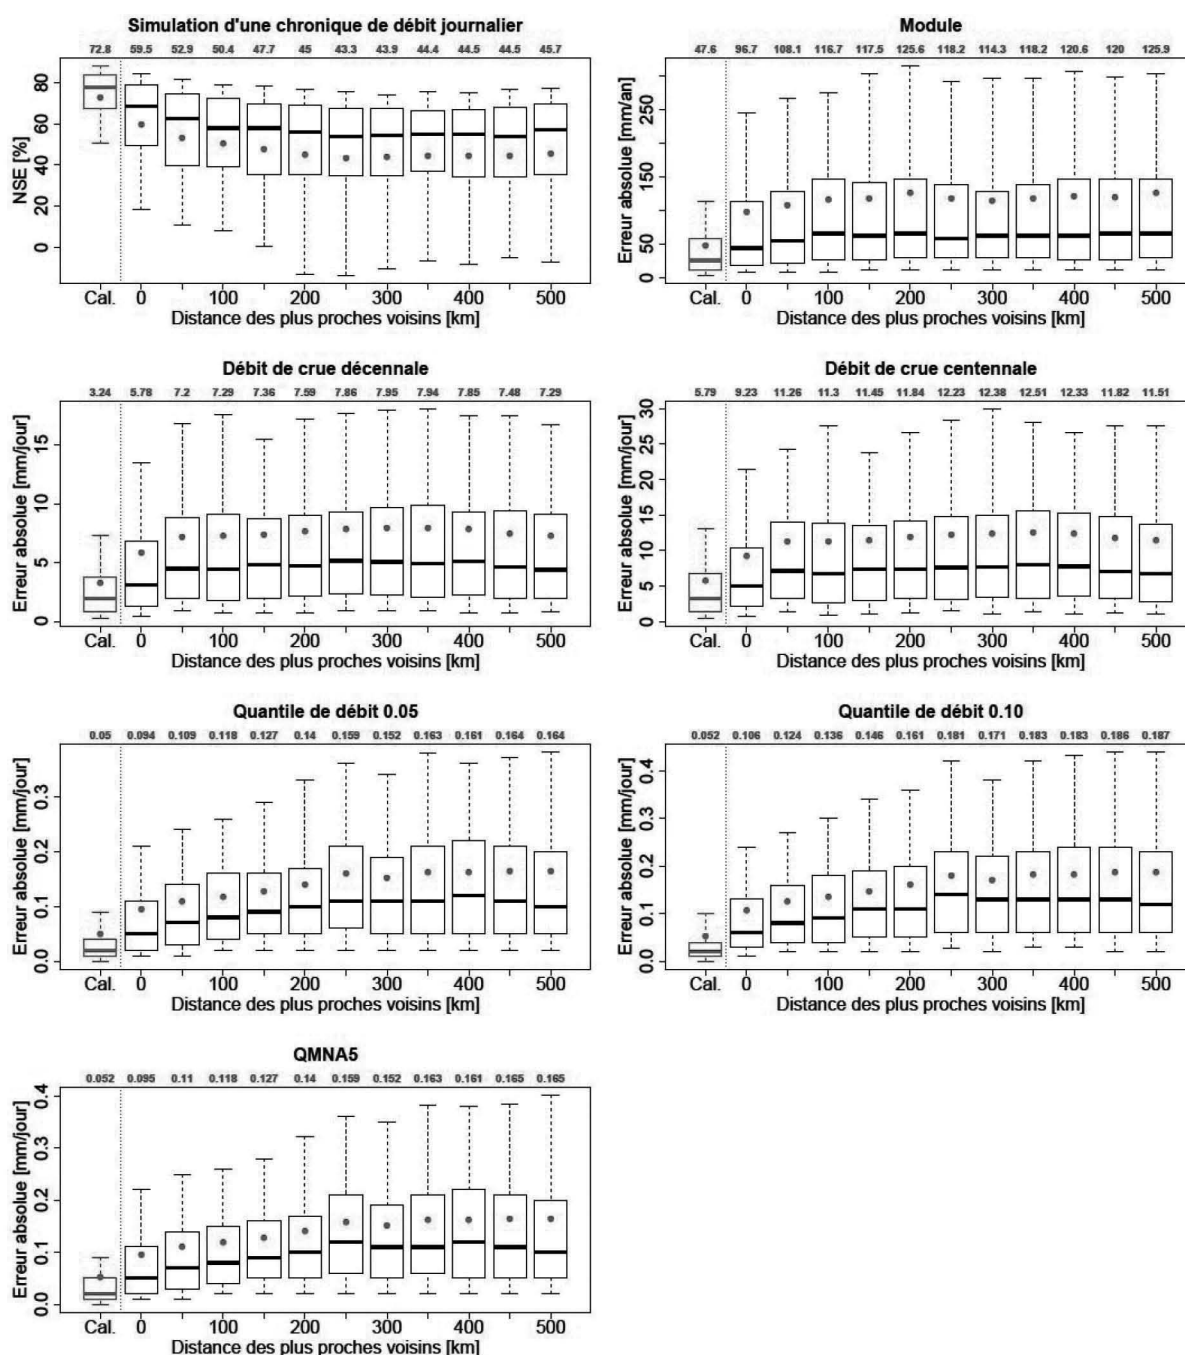 Simulation d'une chronique de débit journalier
72.8 59.5 52.9 50.4 47.7 45 43.3 43.9 44.4 44.5 44.5 45.7
NSE [%]
80
60
40
20
0
Cal. 0 100 200 300 400 500
Distance des plus proches voisins [km]
Module
47.6 96.7 108.1 116.7 117.5 125.6 118.2 114.3 118.2 120.6 120 125.9
Erreur absolue [mm/an]
250
150
50
0
Cal. 0 100 200 300 400 500
Distance des plus proches voisins [km]
Débit de crue décennale
3.24 5.78 7.2 7.29 7.36 7.59 7.86 7.95 7.94 7.85 7.48 7.29
Erreur absolue [mm/jour]
15
10
5
0
Cal. 0 100 200 300 400 500
Distance des plus proches voisins [km]
Débit de crue centennale
5.79 9.23 11.26 11.3 11.45 11.84 12.23 12.38 12.51 12.33 11.82 11.51
Erreur absolue [mm/jour]
30
25
20
15
10
5
0
Cal. 0 100 200 300 400 500
Distance des plus proches voisins [km]
Quantile de débit 0.05
0.05 0.094 0.109 0.118 0.127 0.14 0.159 0.152 0.163 0.161 0.164 0.164
Erreur absolue [mm/jour]
0.3
0.2
0.1
0.0
Cal. 0 100 200 300 400 500
Distance des plus proches voisins [km]
Quantile de débit 0.10
0.052 0.106 0.124 0.136 0.146 0.161 0.181 0.171 0.183 0.183 0.186 0.187
Erreur absolue [mm/jour]
0.4
0.3
0.2
0.1
0.0
Cal. 0 100 200 300 400 500
Distance des plus proches voisins [km]
QMNA5
0.052 0.095 0.11 0.118 0.127 0.14 0.159 0.152 0.163 0.161 0.165 0.165
Erreur absolue [mm/jour]
0.4
0.3
0.2
0.1
0.0
Cal. 0 100 200 300 400 500
Distance des plus proches voisins [km]